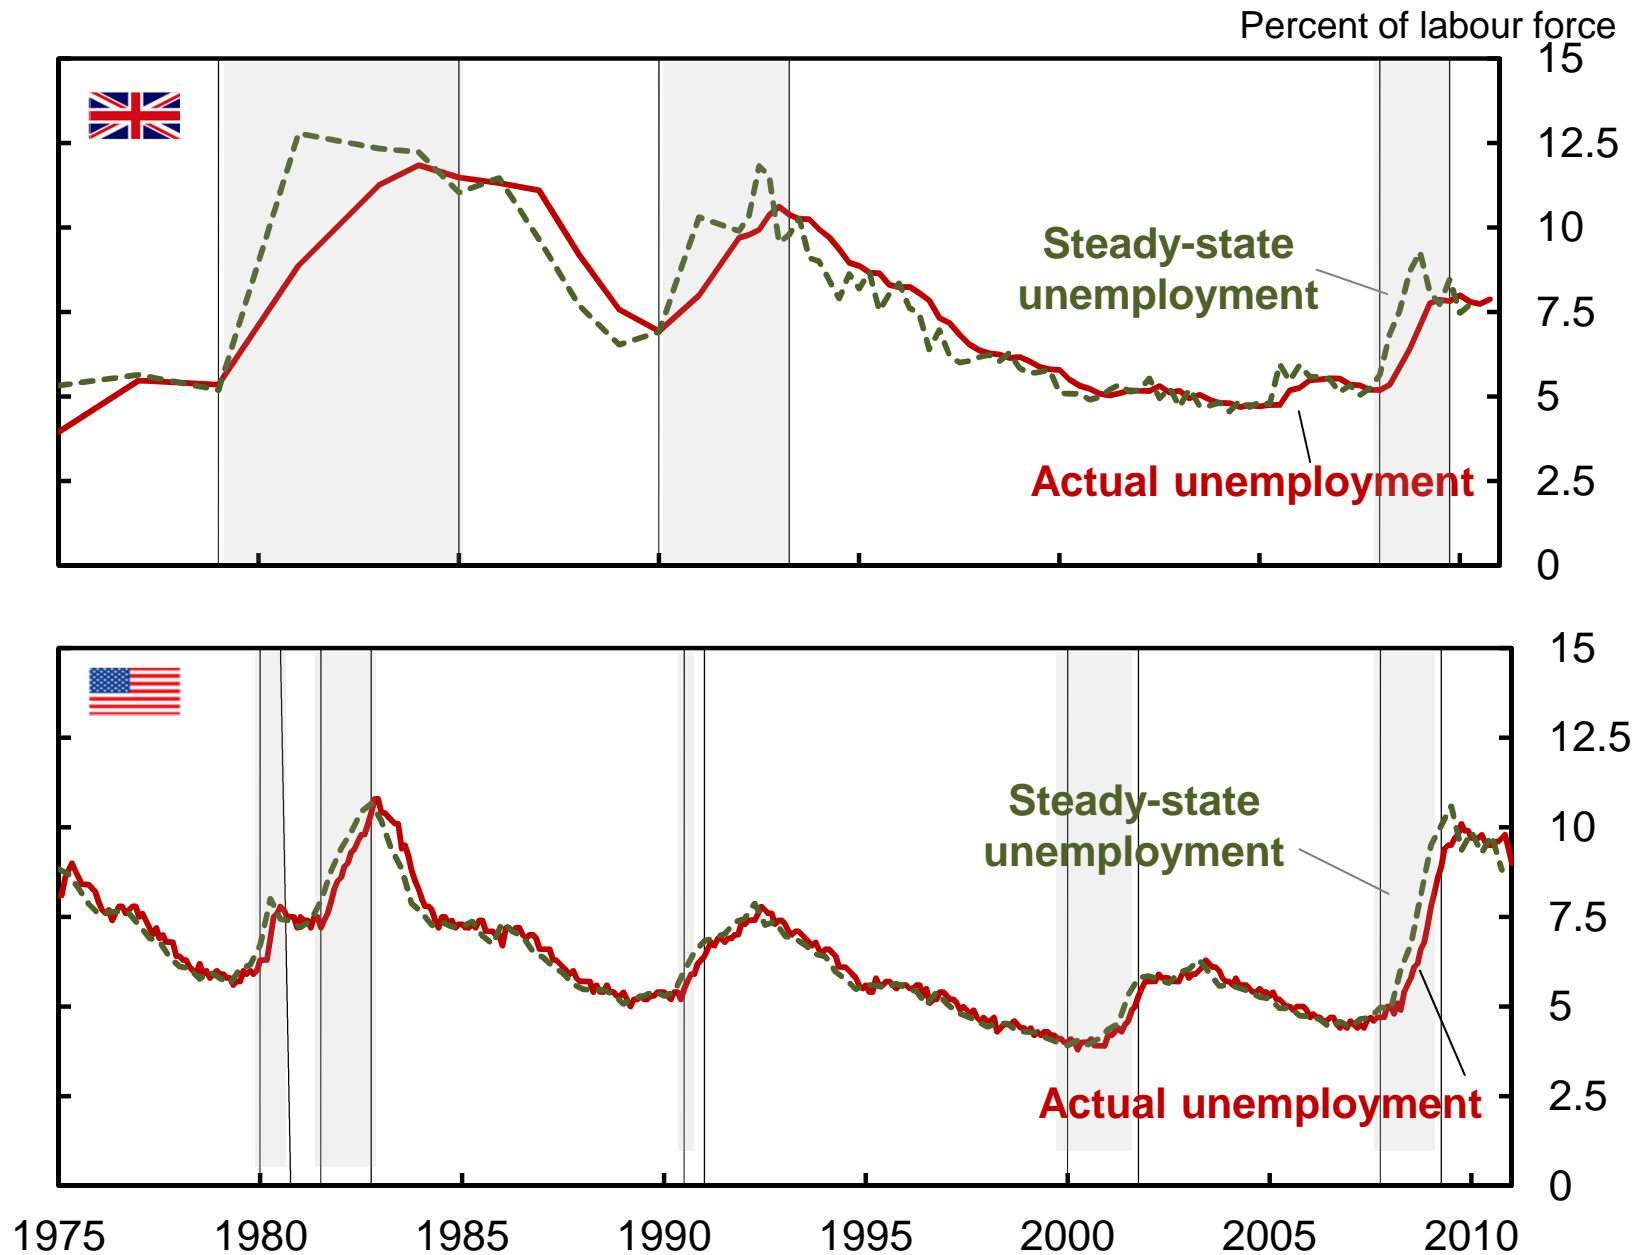 Percent of labour force
15
12.5
10
7.5
5
2.5
0
Steady-state
unemployment
Actual unemployment
15
12.5
10
7.5
5
2.5
0
Steady-state
unemployment
Actual unemployment
1975 1980 1985 1990 1995 2000 2005 2010